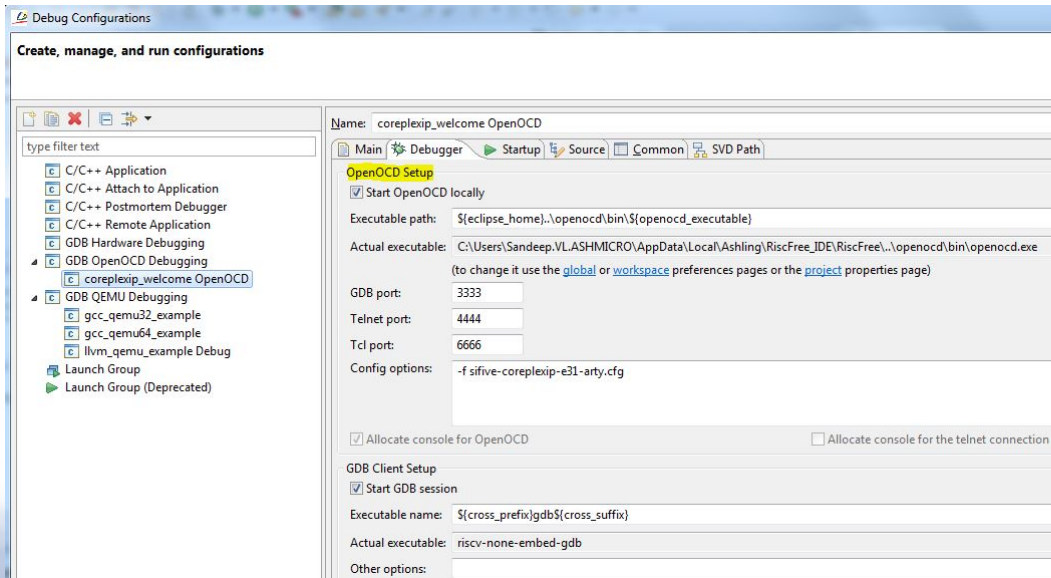 Debug Configurations
Create, manage, and run configurations
type filter text
C/C++ Application
C/C++ Attach to Application
C/C++ Postmortem Debugger
C/C++ Remote Application
GDB Hardware Debugging
GDB OpenOCD Debugging
coreplexip_welcome OpenOCD
GDB QEMU Debugging
gcc_qemu32_example
gcc_qemu64_example
llvm_qemu_example Debug
Launch Group
Launch Group (Deprecated)
Name: coreplexip_welcome OpenOCD
Main Debugger Startup Source Common SVD Path
OpenOCD Setup
Start OpenOCD locally
Executable path: ${eclipse_home}..\openocd\bin\${openocd_executable}
Actual executable: C:\Users\Sandeep.VL.ASHMICRO\AppData\Local\Ashling\RiscFree_IDE\RiscFree\..\openocd\bin\openocd.exe
(to change it use the global or workspace preferences pages or the project properties page)
GDB port: 3333
Telnet port: 4444
Tcl port: 6666
Config options: -f sifive-coreplexip-e31-arty.cfg
Allocate console for OpenOCD Allocate console for the telnet connection
GDB Client Setup
Start GDB session
Executable name: ${cross_prefix}gdb${cross_suffix}
Actual executable: riscv-none-embed-gdb
Other options: